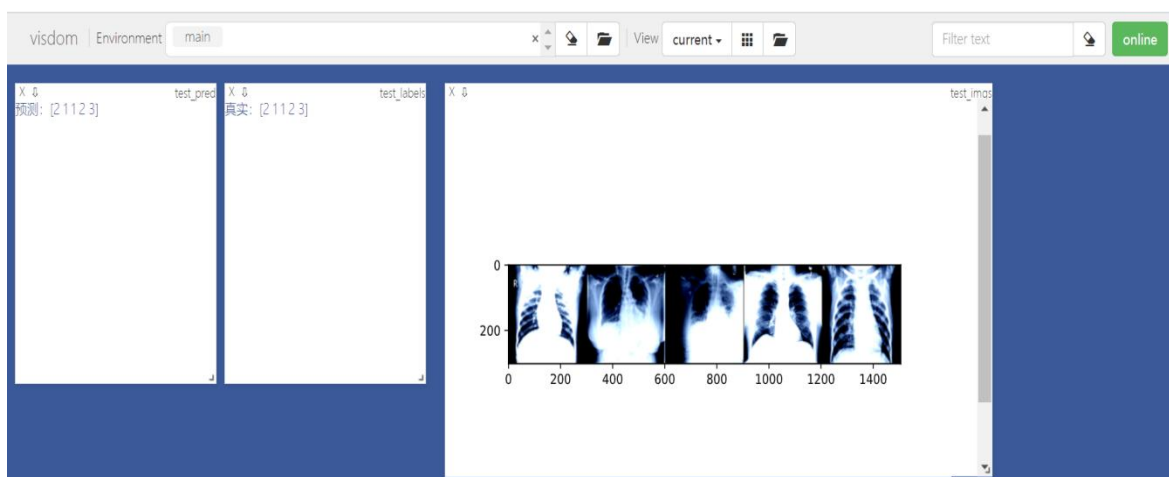 visdom Environment main x View current Filter text online
X test_pred
预测：[2 1 1 2 3]
X test_labels
真实：[2 1 1 2 3]
X test_imgs
0
200
R
0 200 400 600 800 1000 1200 1400